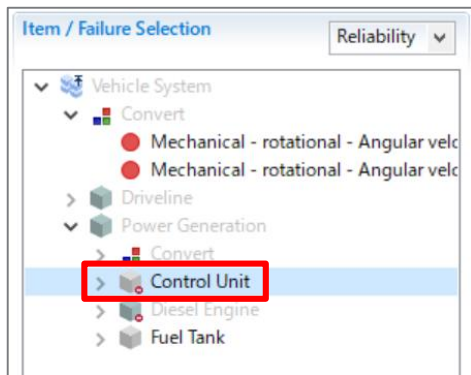 Item / Failure Selection
Reliability
Vehicle System
Convert
Mechanical - rotational - Angular velc
Mechanical - rotational - Angular velc
Driveline
Power Generation
Convert
Control Unit
Diesel Engine
Fuel Tank